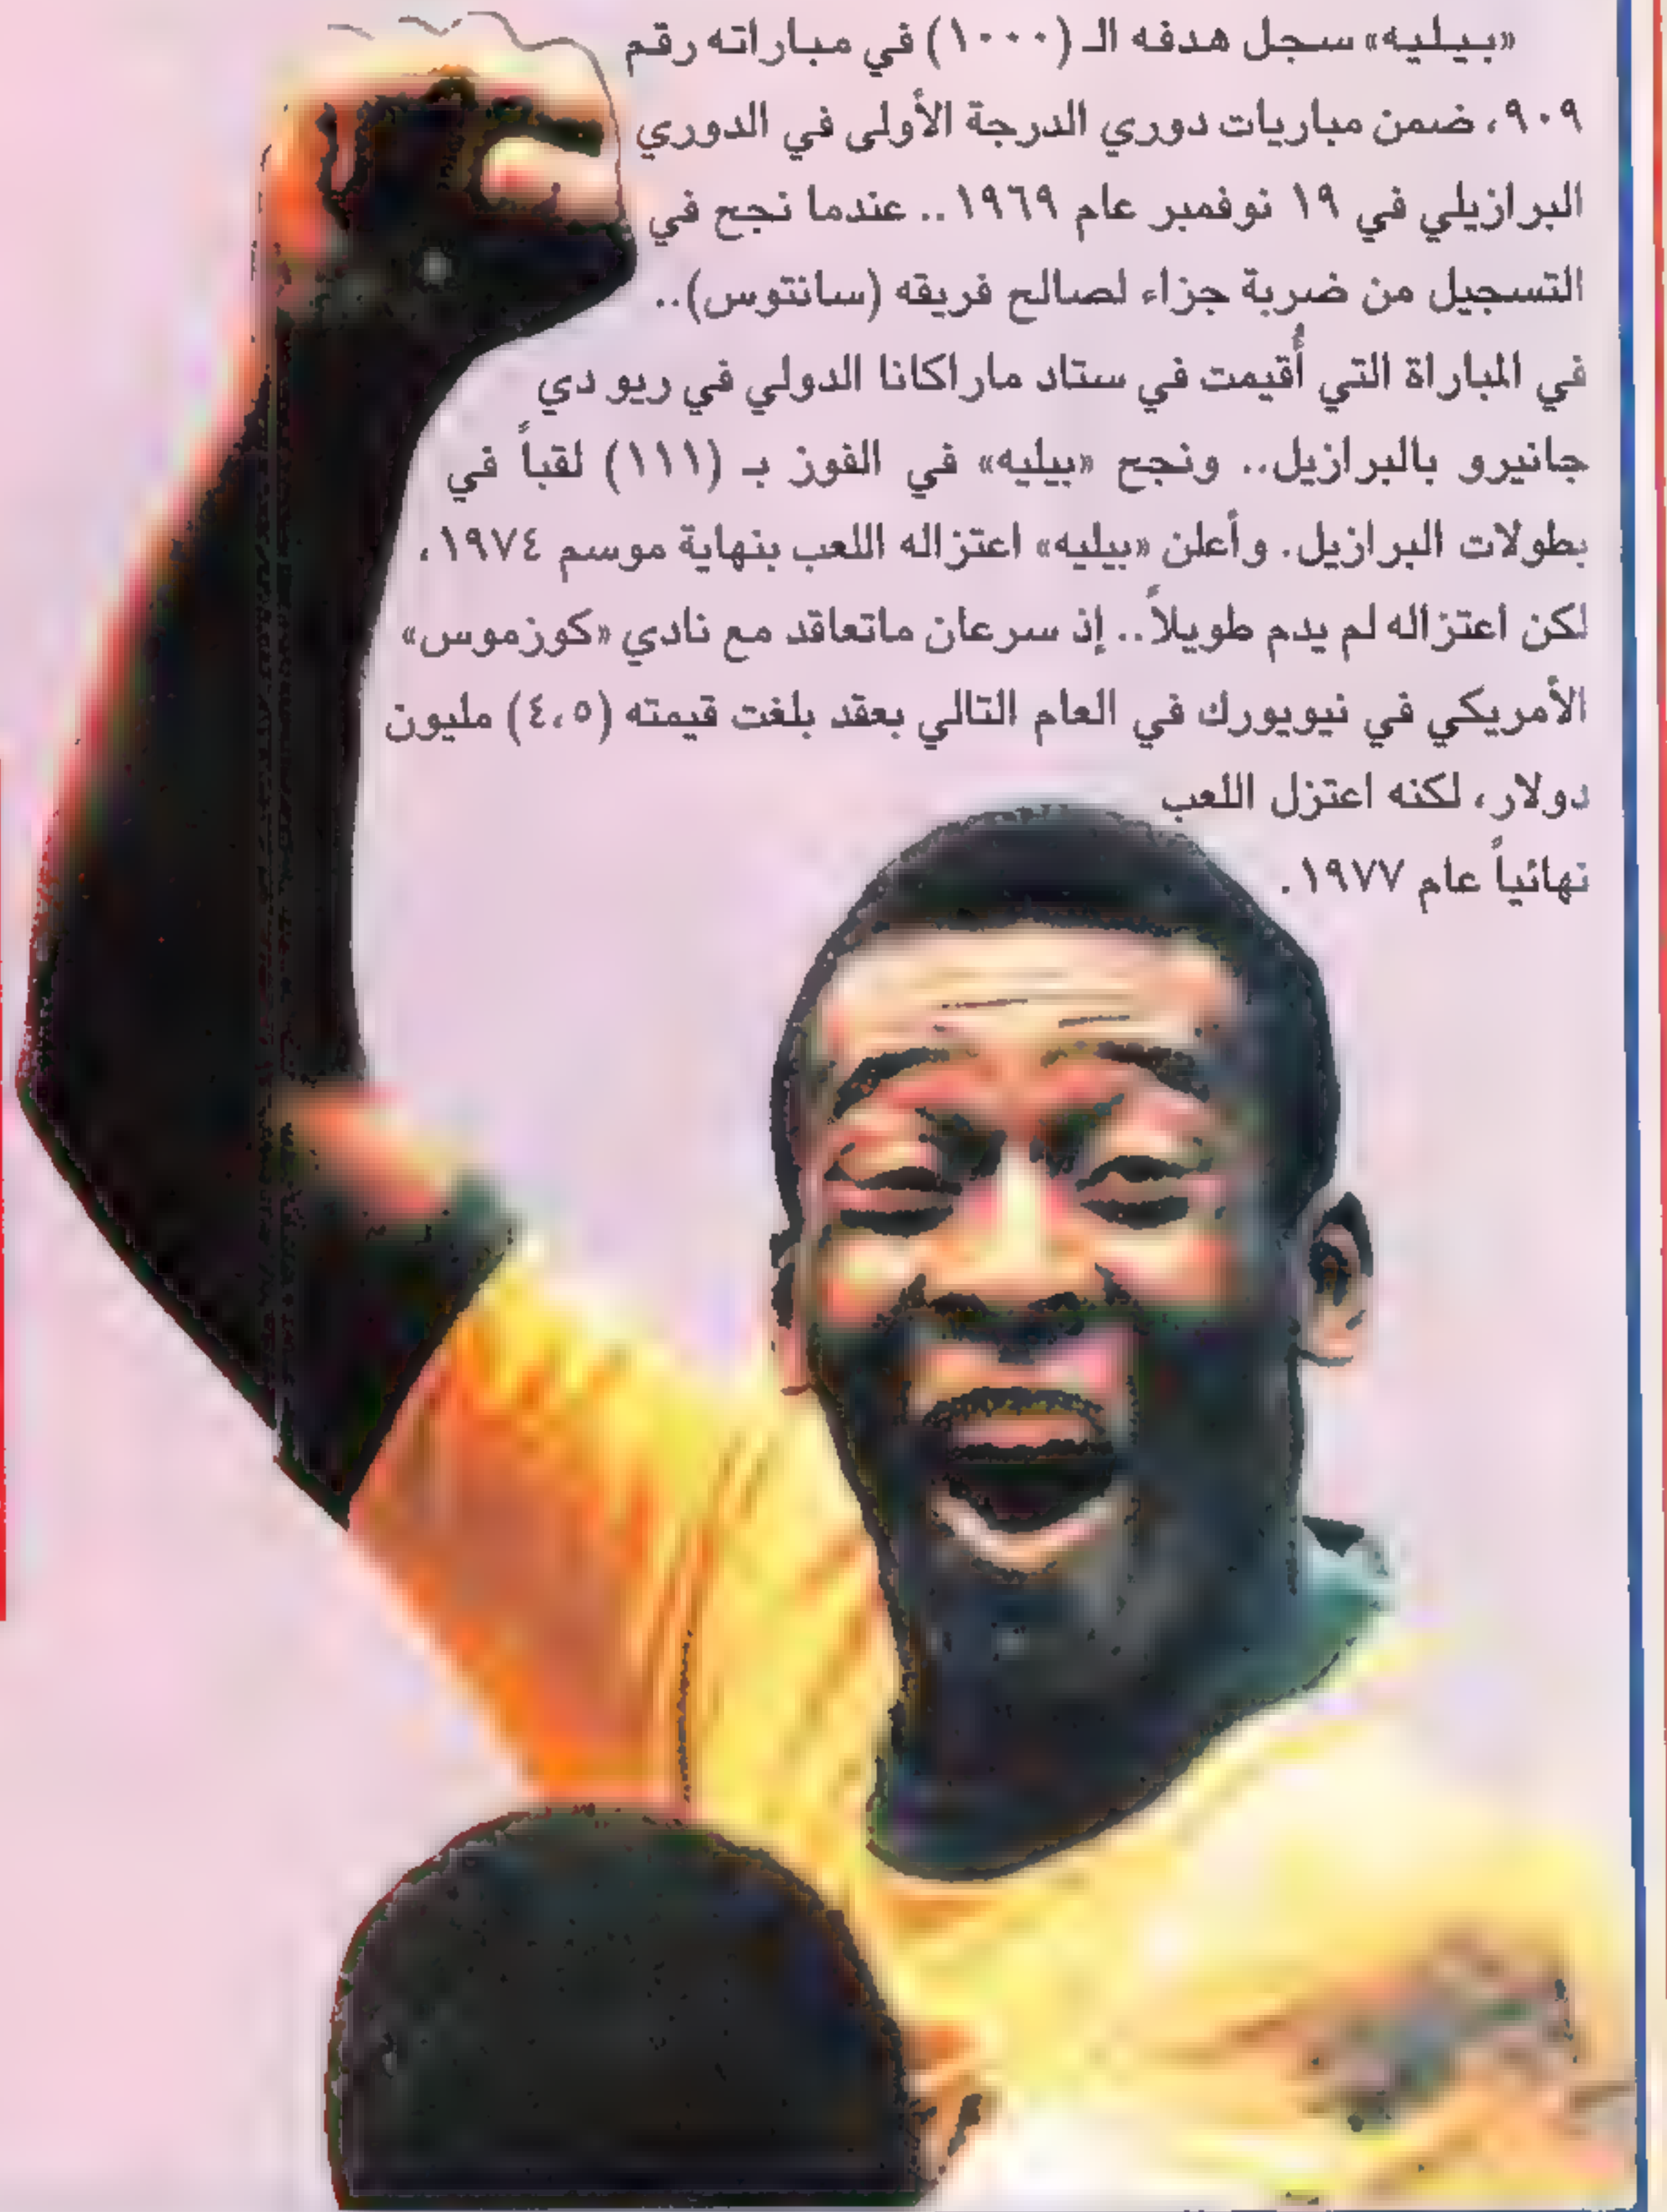 «بيليه» سجل هدفه الـ (١٠٠٠) في مباراته رقم
٩٠٩، ضمن مباريات دوري الدرجة الأولى في الدوري
البرازيلي في ١٩ نوفمبر عام ١٩٦٩.. عندما نجح في
التسجيل من ضربة جزاء لصالح فريقه (سانتوس)..
في المباراة التي أُقيمت في ستاد ماراكانا الدولي في ريو دي
جانيرو بالبرازيل.. ونجح «بيليه» في الفوز بـ (١١١) لقباً في
بطولات البرازيل. وأعلن «بيليه» اعتزاله اللعب بنهاية موسم ١٩٧٤،
لكن اعتزاله لم يدم طويلاً.. إذ سرعان ماتعاقد مع نادي «كوزموس»
الأمريكي في نيويورك في العام التالي بعقد بلغت قيمته (٤،٥) مليون
دولار، لكنه اعتزل اللعب
نهائياً عام ١٩٧٧.